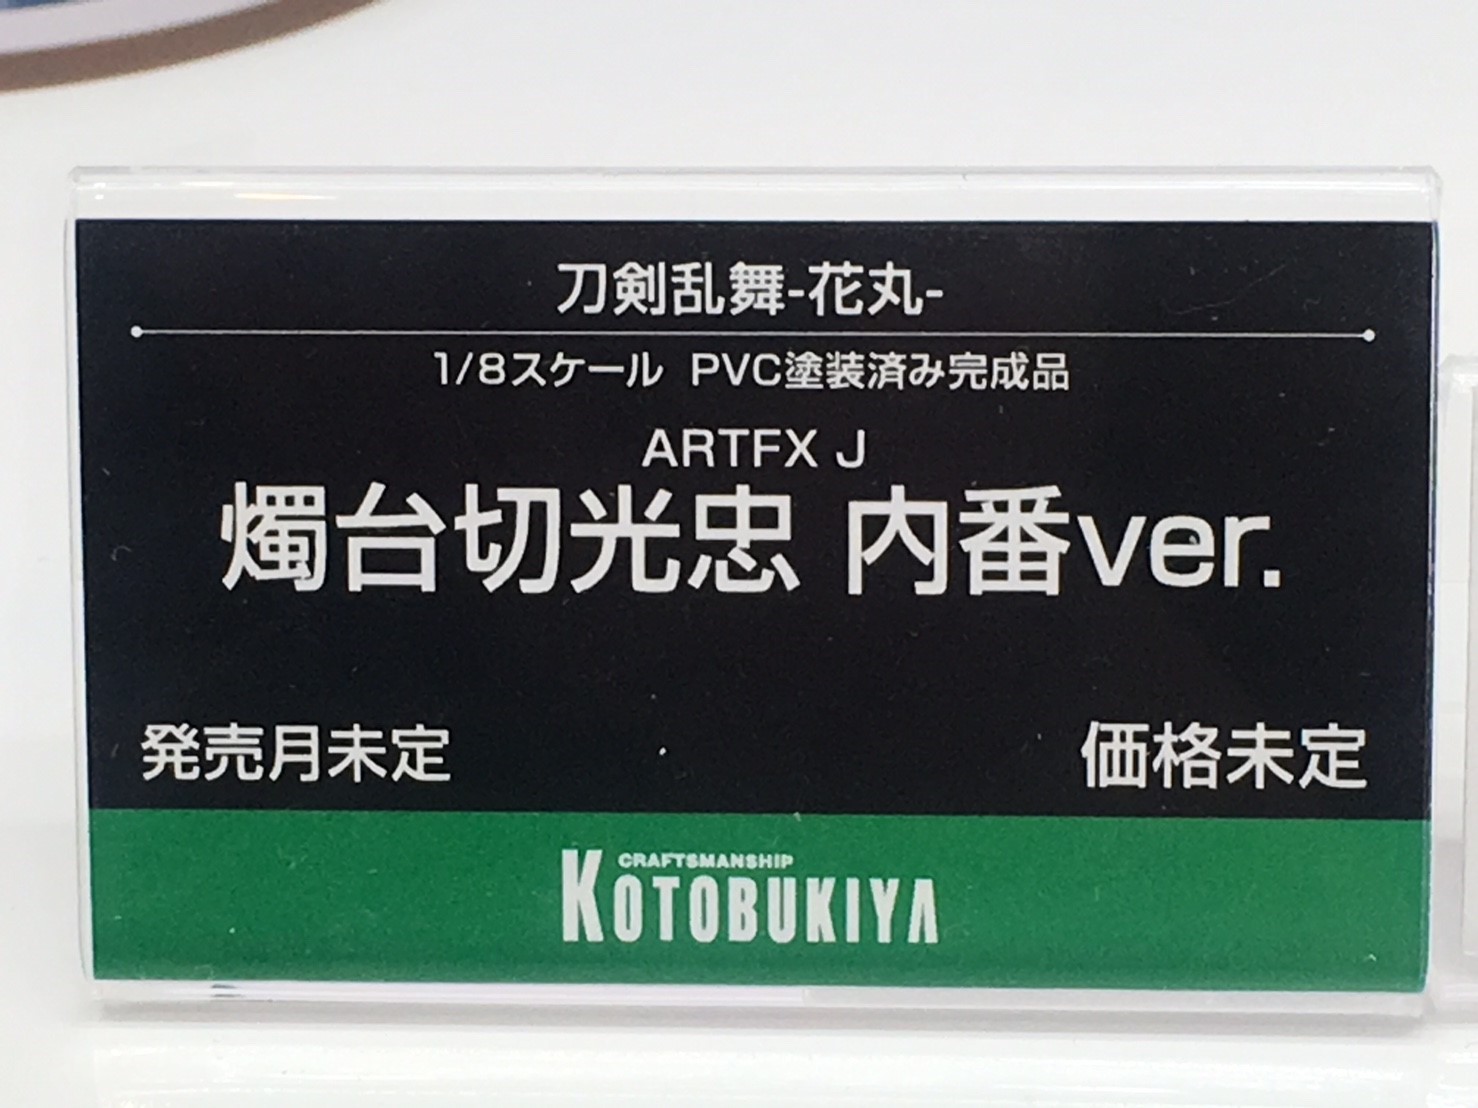 刀剣乱舞-花丸-
1/8スケール PVC塗装済み完成品
ARTFX J
燭台切光忠 内番ver.
発売月未定 価格未定
CRAFTSMANSHIP
KOTOBUKIYA